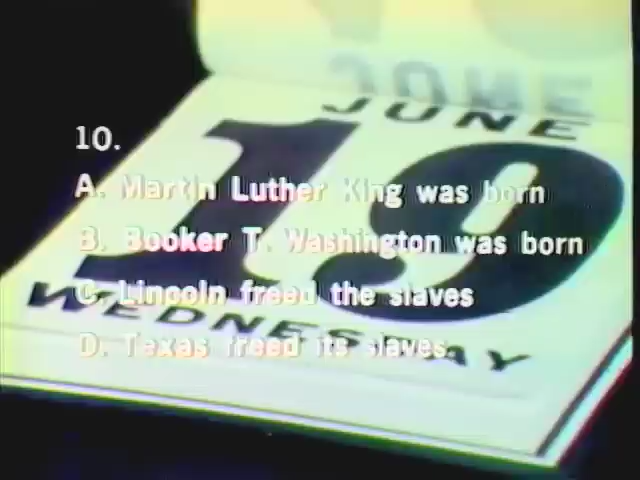 JUNE
19
WEDNESDAY
10.
A. Martin Luther King was born
B. Booker T. Washington was born
C. Lincoln freed the slaves
D. Texas freed its slaves.